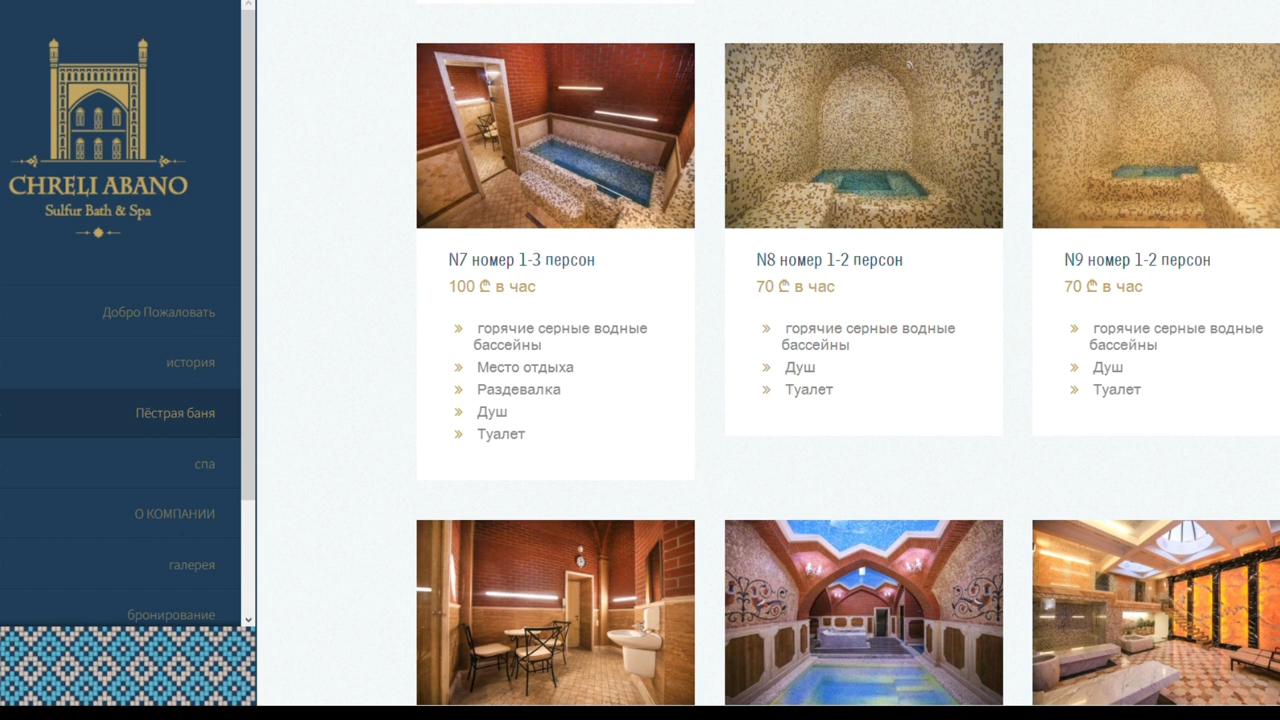 CHRELI ABANO
Sulfur Bath & Spa
Добро Пожаловать
история
Пёстрая баня
спа
О КОМПАНИИ
галерея
бронирование
N7 номер 1-3 персон
100 ₾ в час
» горячие серные водные
бассейны
» Место отдыха
» Раздевалка
» Душ
» Туалет
N8 номер 1-2 персон
70 ₾ в час
» горячие серные водные
бассейны
» Душ
» Туалет
N9 номер 1-2 персон
70 ₾ в час
» горячие серные водные
бассейны
» Душ
» Туалет